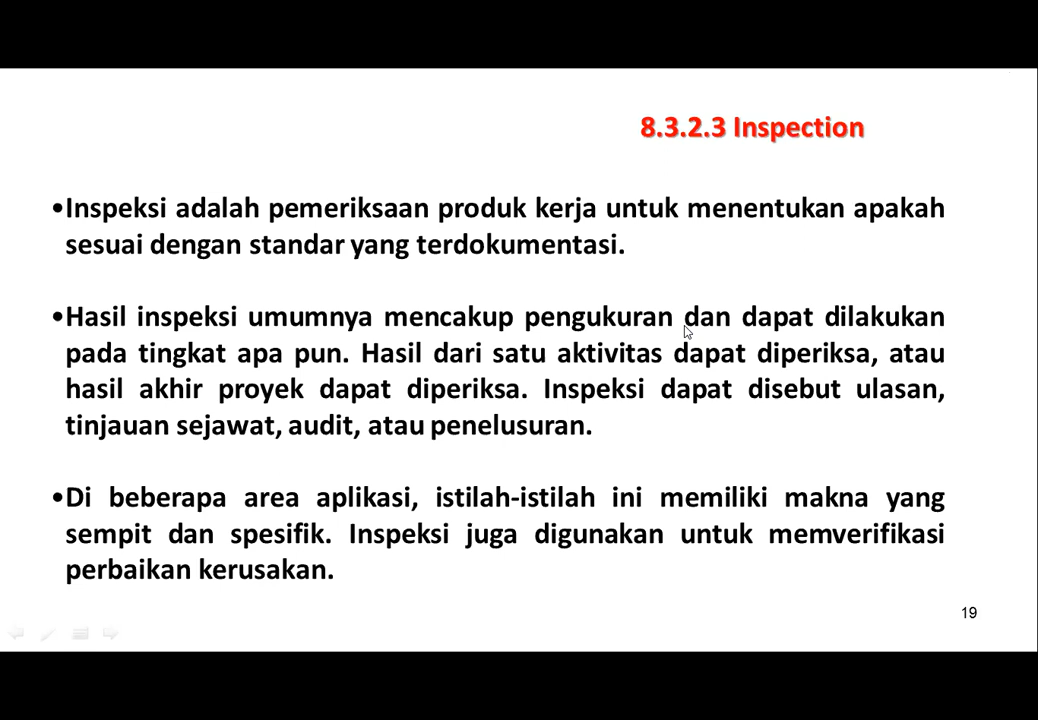 8.3.2.3 Inspection
•Inspeksi adalah pemeriksaan produk kerja untuk menentukan apakah
sesuai dengan standar yang terdokumentasi.
•Hasil inspeksi umumnya mencakup pengukuran dan dapat dilakukan
pada tingkat apa pun. Hasil dari satu aktivitas dapat diperiksa, atau
hasil akhir proyek dapat diperiksa. Inspeksi dapat disebut ulasan,
tinjauan sejawat, audit, atau penelusuran.
•Di beberapa area aplikasi, istilah-istilah ini memiliki makna yang
sempit dan spesifik. Inspeksi juga digunakan untuk memverifikasi
perbaikan kerusakan.
19